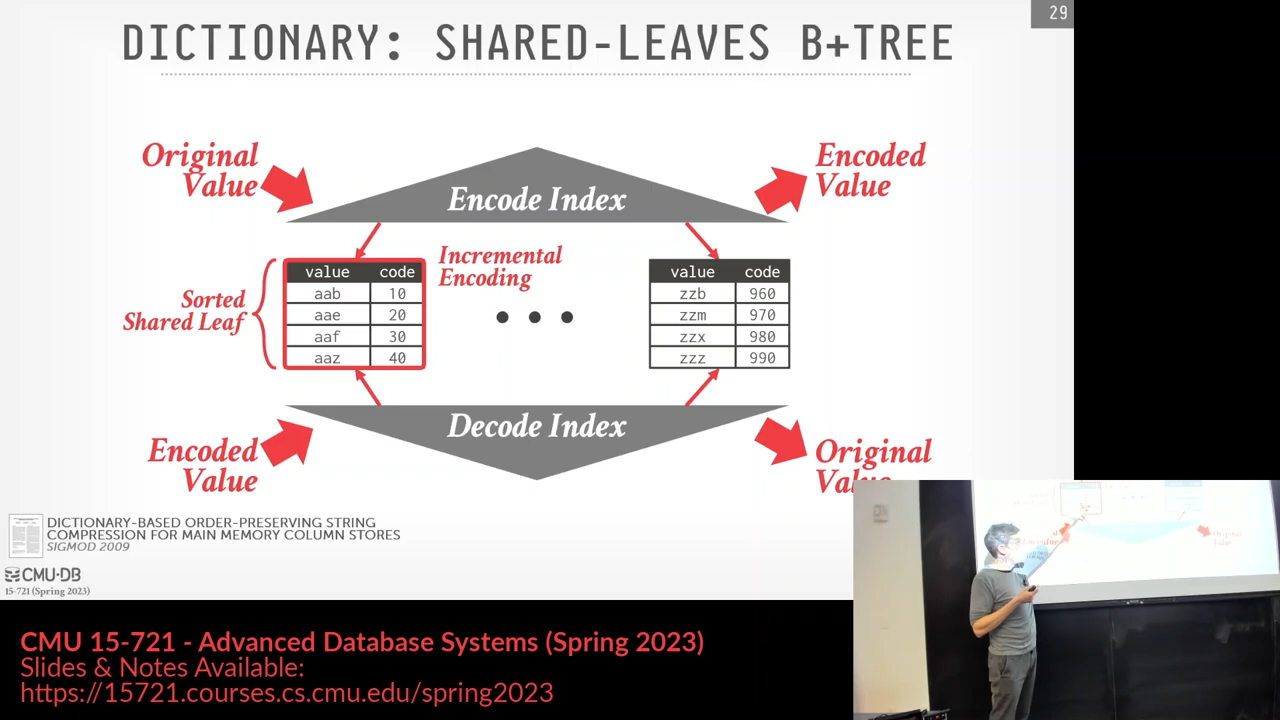 29
DICTIONARY: SHARED-LEAVES B+TREE
Original
Value
Encode Index
Encoded
Value
Incremental
Encoding
Sorted
Shared Leaf
value code
aab 10
aae 20
aaf 30
aaz 40
value code
zzb 960
zzm 970
zzx 980
zzz 990
Encoded
Value
Decode Index
Original
Value
DICTIONARY-BASED ORDER-PRESERVING STRING
COMPRESSION FOR MAIN MEMORY COLUMN STORES
SIGMOD 2009
CMU·DB
15-721 (Spring 2023)
Original
Value
CMU 15-721 - Advanced Database Systems (Spring 2023)
Slides & Notes Available:
https://15721.courses.cs.cmu.edu/spring2023